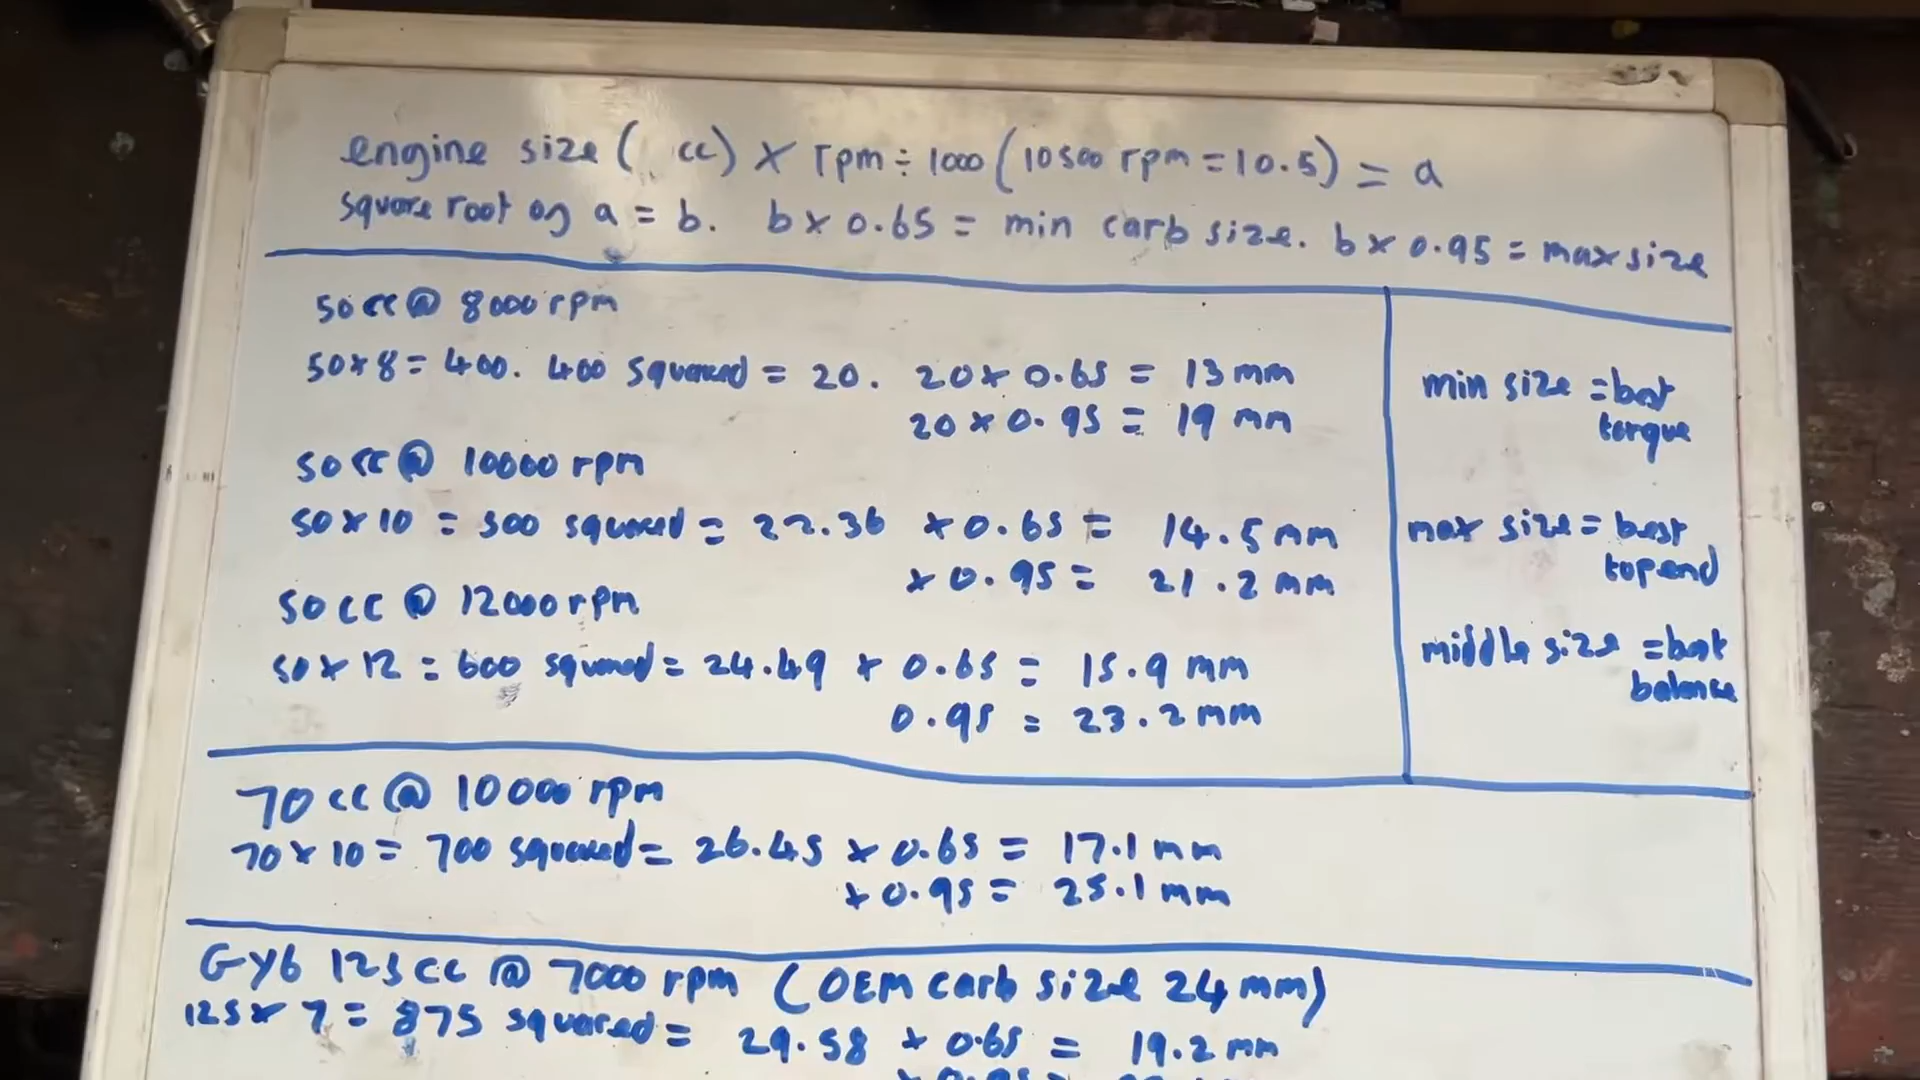 engine size ( cc) x rpm ÷ 1000 (10500 rpm = 10.5) = a
square root of a = b. b x 0.65 = min carb size. b x 0.95 = max size
50cc @ 8000 rpm
50x8 = 400. 400 squared = 20. 20x 0.65 = 13 mm
20 x 0.95 = 19 mm
50cc @ 10000 rpm
50 x 10 = 500 squared = 22.36 x 0.65 = 14.5 mm
x 0.95 = 21.2 mm
50cc @ 12000 rpm
50 x 12 = 600 squared = 24.49 x 0.65 = 15.9 mm
0.95 = 23.2 mm
min size = best
torque
max size = best
top end
middle size = best
balance
70cc @ 10000 rpm
70 x 10 = 700 squared = 26.45 x 0.65 = 17.1 mm
x 0.95 = 25.1 mm
GY6 125cc @ 7000 rpm (OEM carb size 24 mm)
125x 7 = 875 squared = 29.58 x 0.65 = 19.2 mm